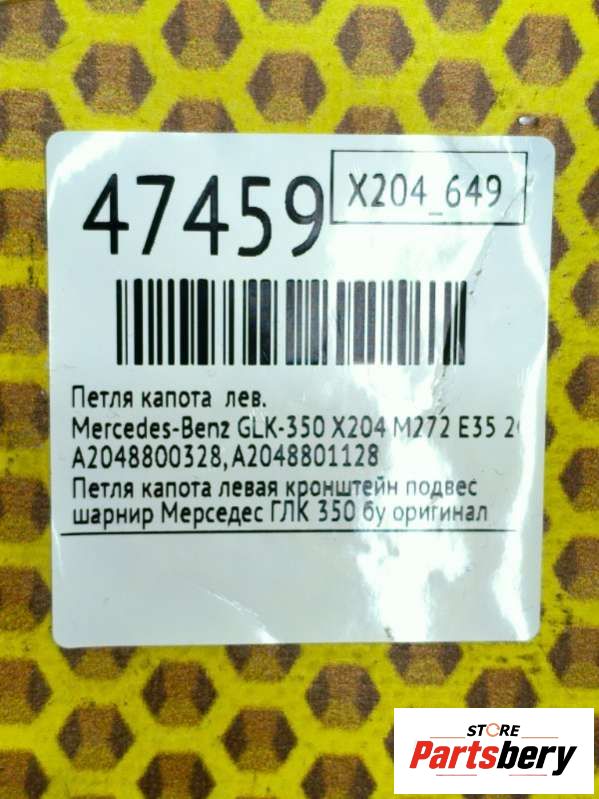 47459
X204_649
Петля капота лев.
Mercedes-Benz GLK-350 X204 M272 E35
A2048800328, A2048801128
Петля капота левая кронштейн подвес
шарнир Мерседес ГЛК 350 бу оригинал
STORE
Partsbery